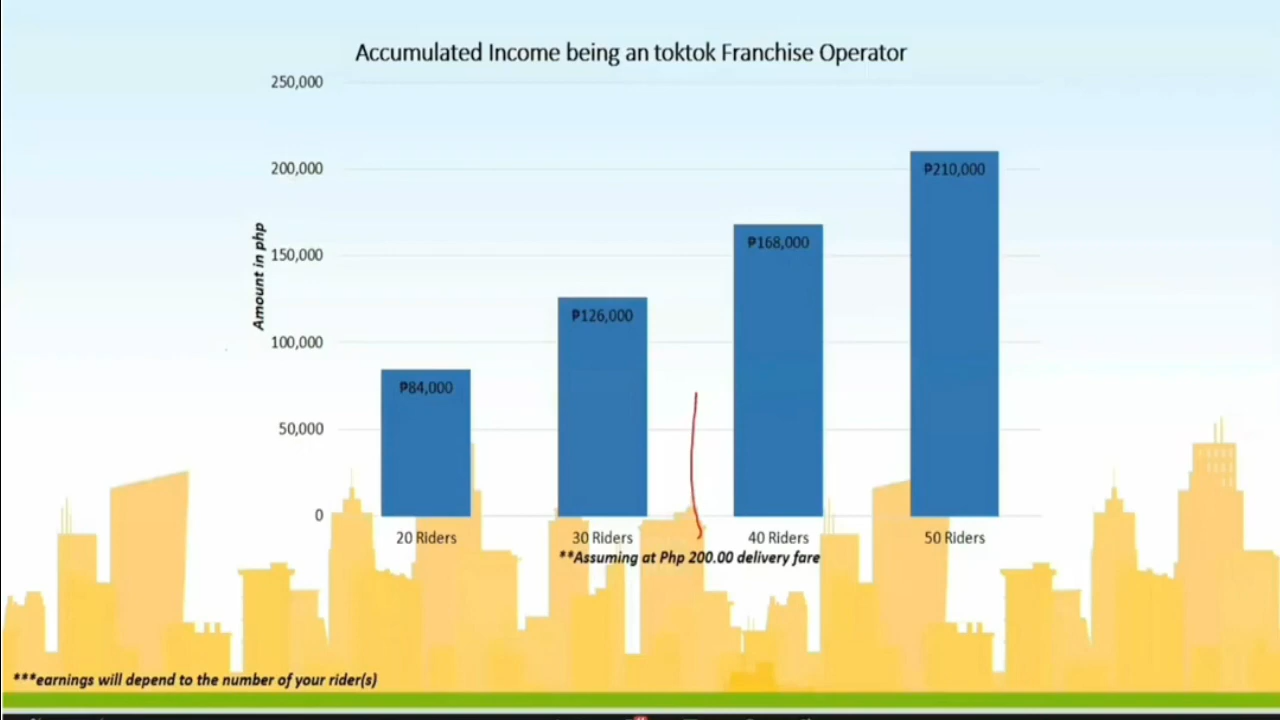 Accumulated Income being an toktok Franchise Operator
250,000
200,000
150,000
100,000
50,000
0
Amount in php
₱84,000
₱126,000
₱168,000
₱210,000
20 Riders
30 Riders
40 Riders
50 Riders
**Assuming at Php 200.00 delivery fare
***earnings will depend to the number of your rider(s)